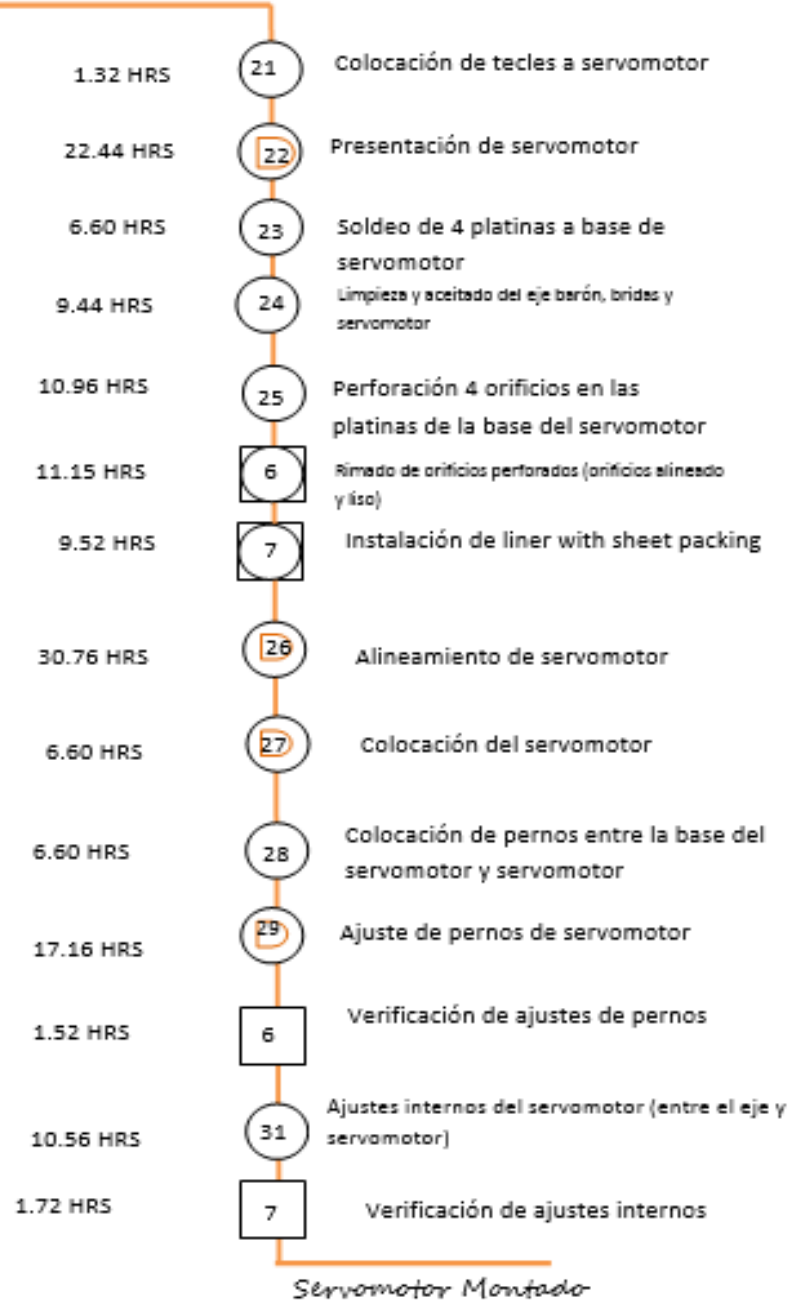 1.32 HRS 21 Colocación de tecles a servomotor
22.44 HRS 22 Presentación de servomotor
6.60 HRS 23 Soldeo de 4 platinas a base de
servomotor
9.44 HRS 24 Limpieza y aceitado del eje barón, bridas y
servomotor
10.96 HRS 25 Perforación 4 orificios en las
platinas de la base del servomotor
11.15 HRS 6 Rimado de orificios perforados (orificios alineado
y liso)
9.52 HRS 7 Instalación de liner with sheet packing
30.76 HRS 26 Alineamiento de servomotor
6.60 HRS 27 Colocación del servomotor
6.60 HRS 28 Colocación de pernos entre la base del
servomotor y servomotor
17.16 HRS 29 Ajuste de pernos de servomotor
1.52 HRS 6 Verificación de ajustes de pernos
10.56 HRS 31 Ajustes internos del servomotor (entre el eje y
servomotor)
1.72 HRS 7 Verificación de ajustes internos
Servomotor Montado